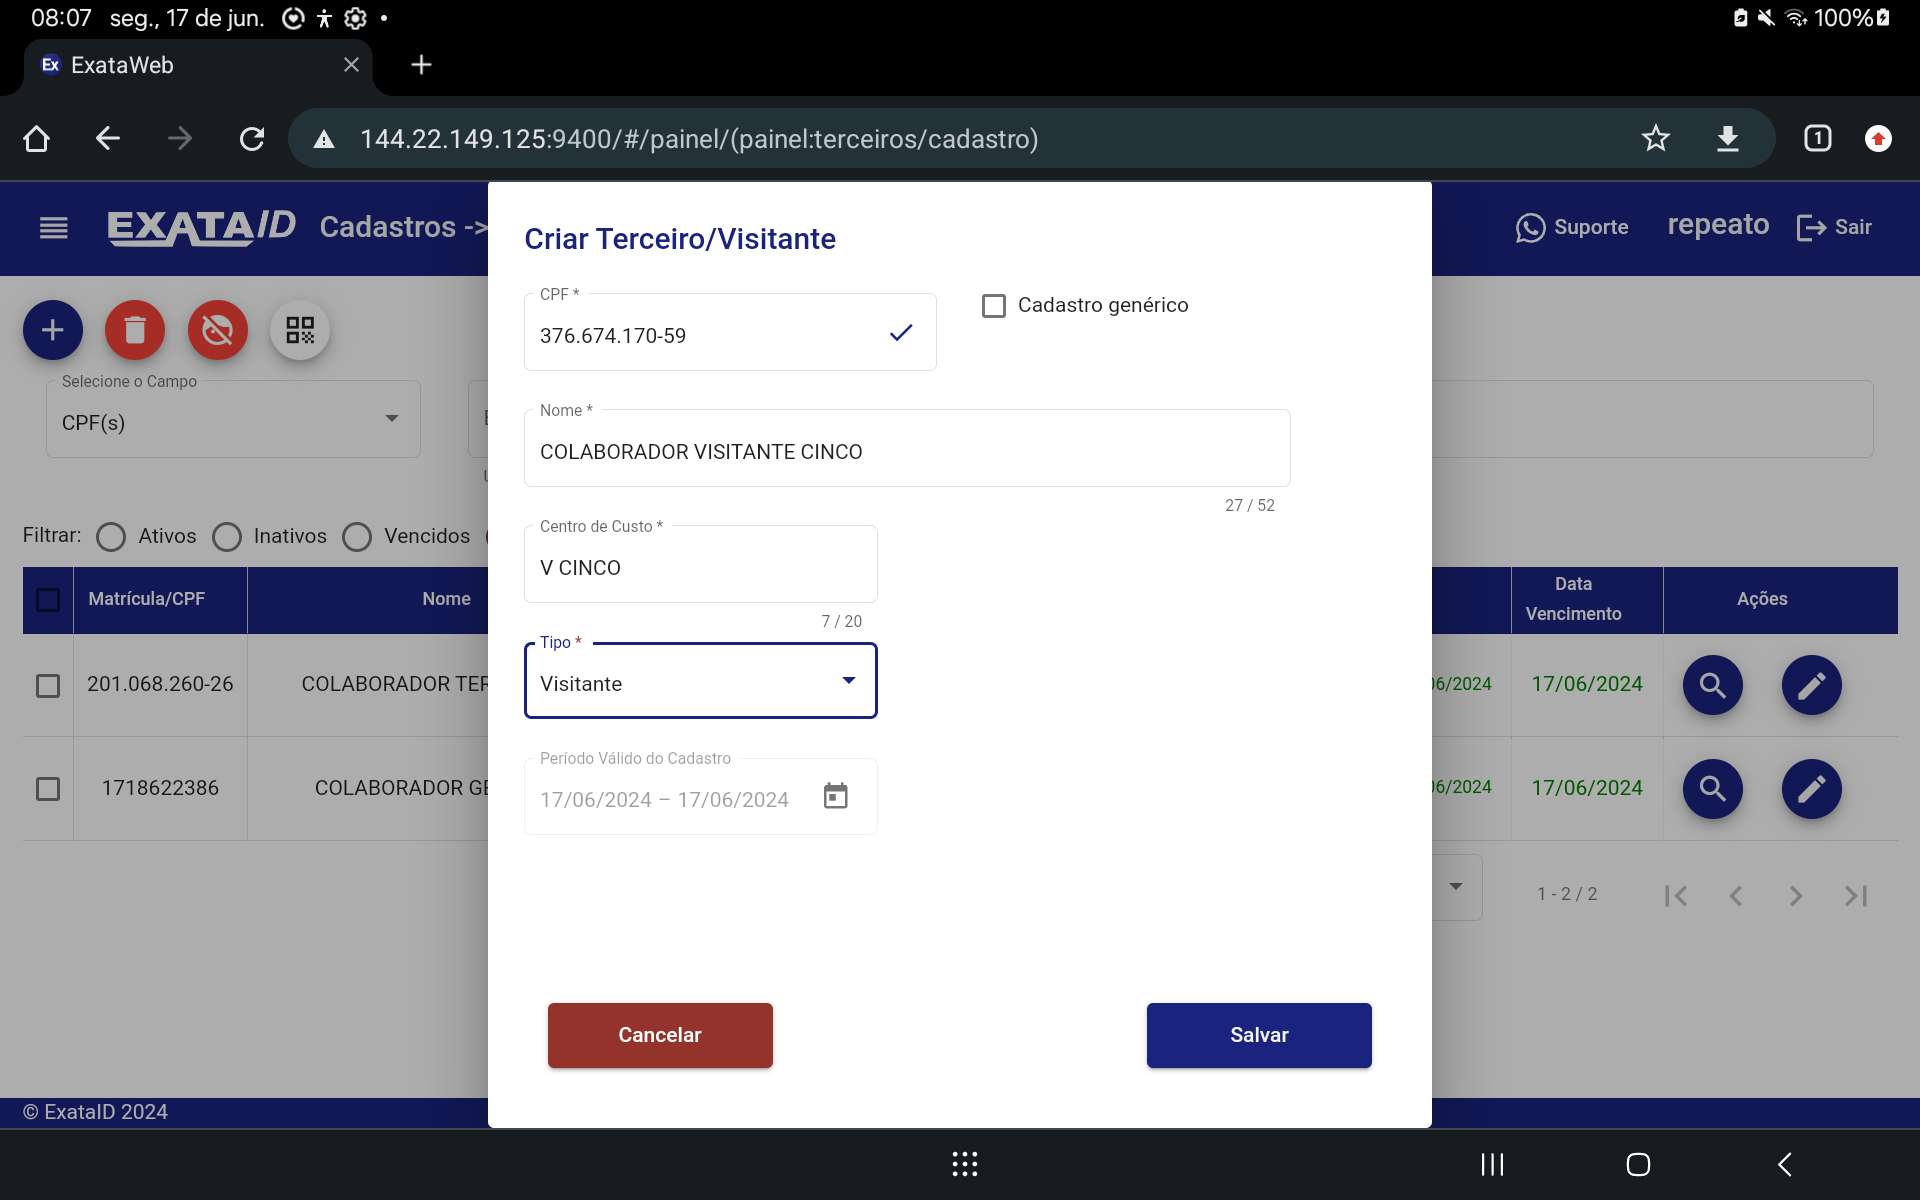 08:07 seg., 17 de jun.
100%
Ex ExataWeb
144.22.149.125:9400/#/painel/(painel:terceiros/cadastro)
1
EXATAID Cadastros ->
Suporte repeato Sair
Criar Terceiro/Visitante
CPF *
376.674.170-59
Cadastro genérico
Selecione o Campo
CPF(s)
Nome *
COLABORADOR VISITANTE CINCO
27 / 52
Filtrar: Ativos Inativos Vencidos
Centro de Custo *
V CINCO
7 / 20
Matrícula/CPF Nome Data Vencimento Ações
Tipo *
Visitante
201.068.260-26 COLABORADOR TER 06/2024 17/06/2024
Período Válido do Cadastro
17/06/2024 – 17/06/2024
1718622386 COLABORADOR GE 06/2024 17/06/2024
1 - 2 / 2
Cancelar Salvar
© ExataID 2024